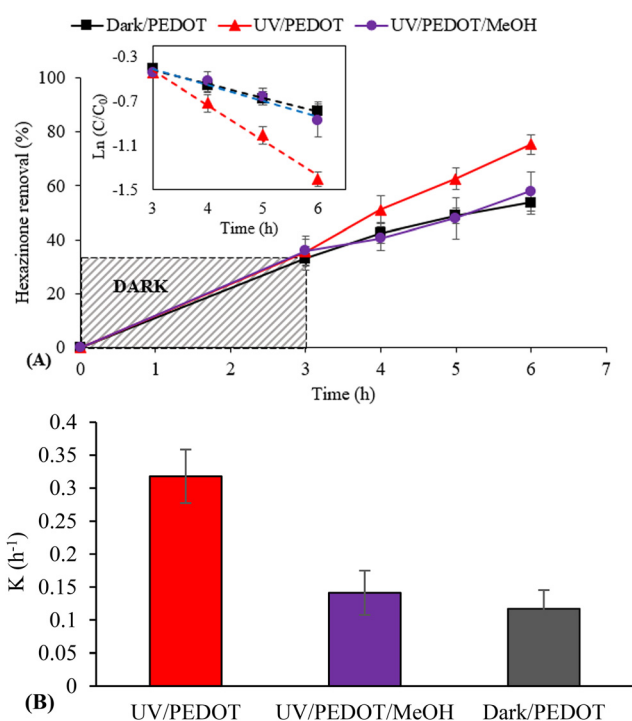 Dark/PEDOT UV/PEDOT UV/PEDOT/MeOH
Hexazinone removal (%)
100
80
60
40
20
0
Ln (C/C₀)
-0.3
-0.7
-1.1
-1.5
3 4 5 6
Time (h)
DARK
0 1 2 3 4 5 6 7
Time (h)
(A)
K (h⁻¹)
0.4
0.35
0.3
0.25
0.2
0.15
0.1
0.05
0
UV/PEDOT UV/PEDOT/MeOH Dark/PEDOT
(B)